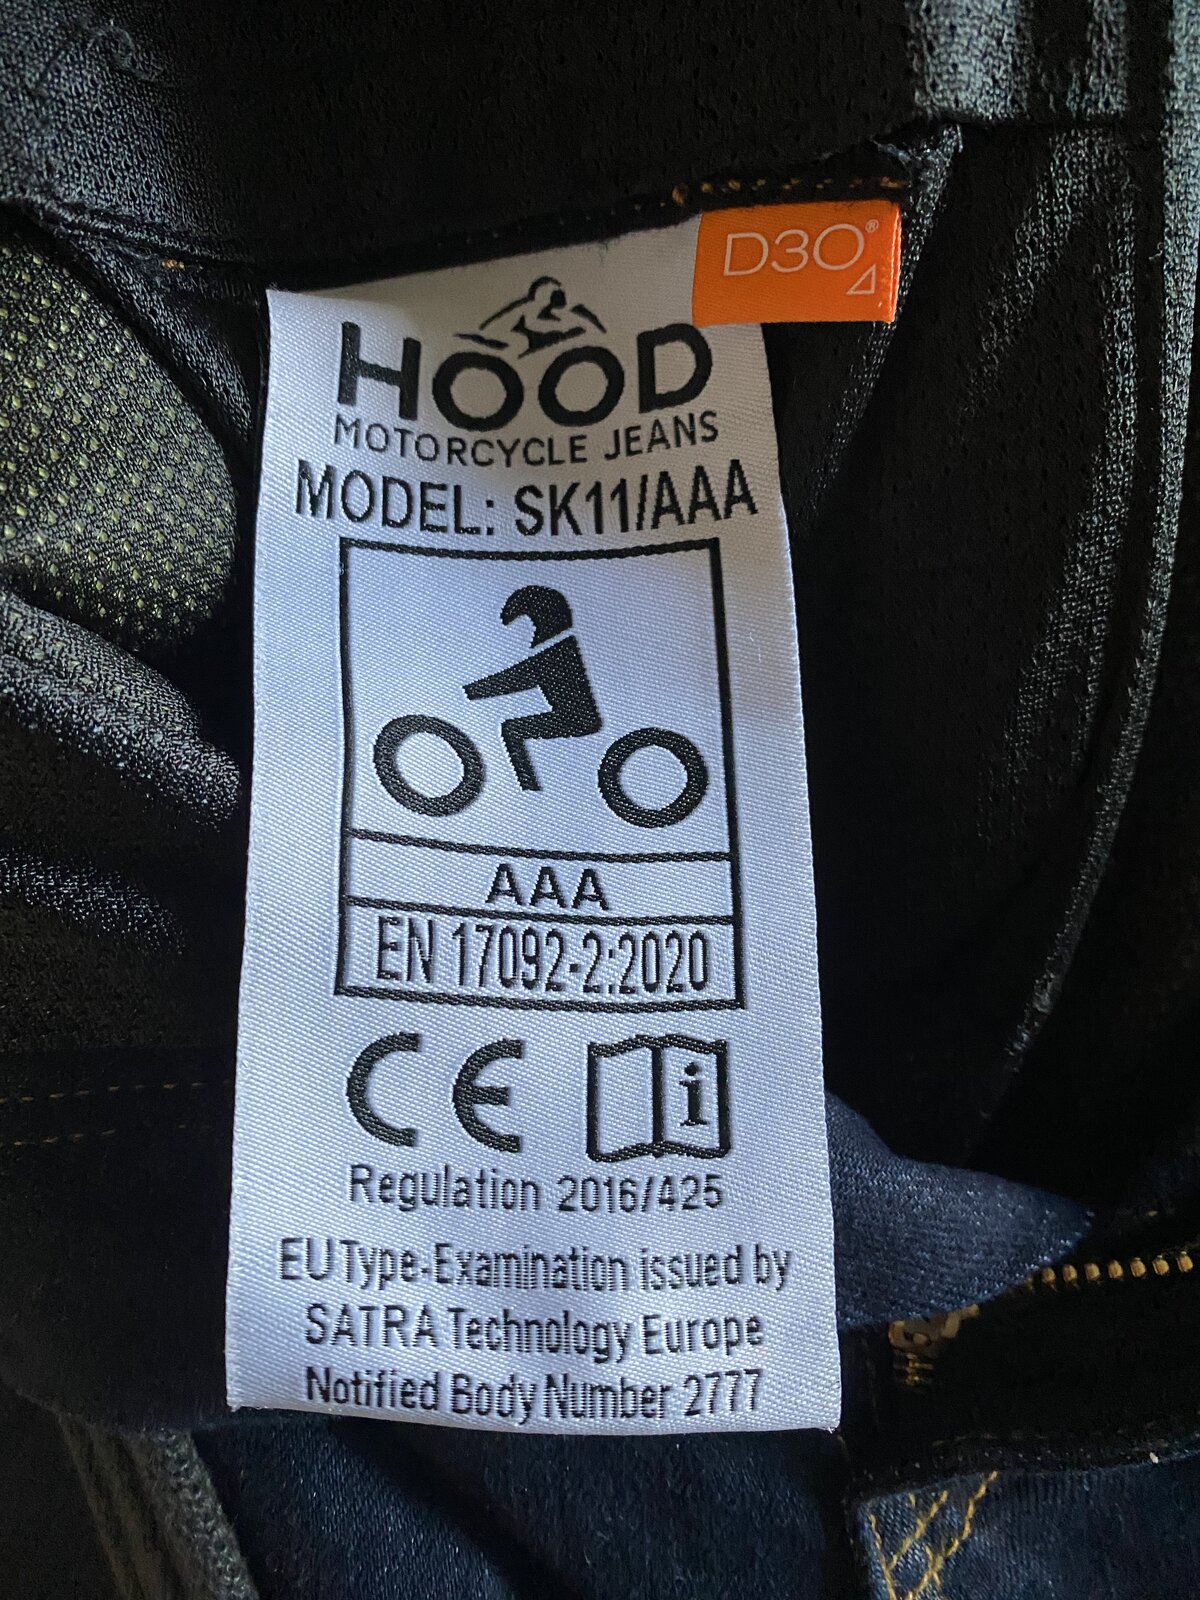 D3O®
HOOD
MOTORCYCLE JEANS
MODEL: SK11/AAA
AAA
EN 17092-2:2020
CE i
Regulation 2016/425
EU Type-Examination issued by
SATRA Technology Europe
Notified Body Number 2777